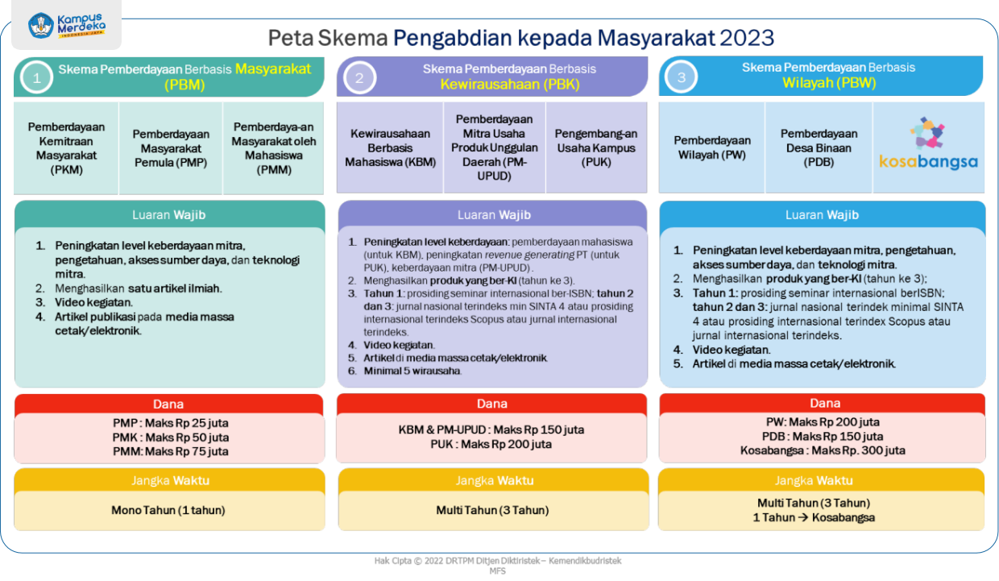 Kampus
Merdeka
INDONESIA JAYA
Peta Skema Pengabdian kepada Masyarakat 2023
1
Skema Pemberdayaan Berbasis Masyarakat
(PBM)
Pemberdayaan
Kemitraan
Masyarakat
(PKM)
Pemberdayaan
Masyarakat
Pemula (PMP)
Pemberdaya-an
Masyarakat oleh
Mahasiswa
(PMM)
Luaran Wajib
1. Peningkatan level keberdayaan mitra,
pengetahuan, akses sumber daya, dan teknologi
mitra.
2. Menghasilkan satu artikel ilmiah.
3. Video kegiatan.
4. Artikel publikasi pada media massa
cetak/elektronik.
Dana
PMP : Maks Rp 25 juta
PMK : Maks Rp 50 juta
PMM: Maks Rp 75 juta
Jangka Waktu
Mono Tahun (1 tahun)
2
Skema Pemberdayaan Berbasis
Kewirausahaan (PBK)
Kewirausahaan
Berbasis
Mahasiswa (KBM)
Pemberdayaan
Mitra Usaha
Produk Unggulan
Daerah (PM-
UPUD)
Pengembang-an
Usaha Kampus
(PUK)
Luaran Wajib
1. Peningkatan level keberdayaan: pemberdayaan mahasiswa
(untuk KBM), peningkatan revenue generating PT (untuk
PUK), keberdayaan mitra (PM-UPUD).
2. Menghasilkan produk yang ber-KI (tahun ke 3).
3. Tahun 1: prosiding seminar internasional ber-ISBN; tahun 2
dan 3: jurnal nasional terindeks min SINTA 4 atau prosiding
internasional terindeks Scopus atau jurnal internasional
terindeks.
4. Video kegiatan.
5. Artikel di media massa cetak/elektronik
6. Minimal 5 wirausaha.
Dana
KBM & PM-UPUD : Maks Rp 150 juta
PUK : Maks Rp 200 juta
Jangka Waktu
Multi Tahun (3 Tahun)
3
Skema Pemberdayaan Berbasis
Wilayah (PBW)
Pemberdayaan
Wilayah (PW)
Pemberdayaan
Desa Binaan
(PDB)
kosabangsa
Luaran Wajib
1. Peningkatan level keberdayaan mitra, pengetahuan,
akses sumber daya, dan teknologi mitra.
2. Menghasilkan produk yang ber-KI (tahun ke 3);
3. Tahun 1: prosiding seminar internasional berISBN;
tahun 2 dan 3: jurnal nasional terindek minimal SINTA
4 atau prosiding internasional terindex Scopus atau
jurnal internasional terindeks.
4. Video kegiatan.
5. Artikel di media massa cetak/elektronik.
Dana
PW: Maks Rp 200 juta
PDB : Maks Rp 150 juta
Kosabangsa : Maks Rp. 300 juta
Jangka Waktu
Multi Tahun (3 Tahun)
1 Tahun → Kosabangsa
Hak Cipta © 2022 DRTPM Ditjen Diktiristek – Kemendikbudristek
MFS